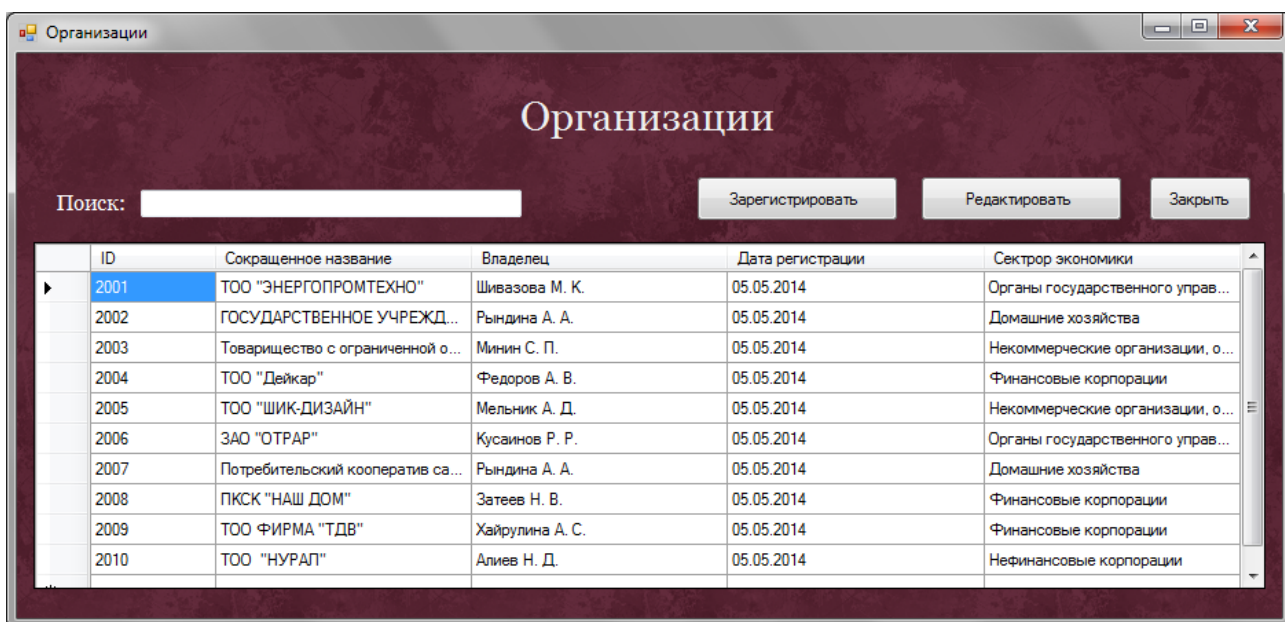 Организации
Организации
Поиск: Зарегистрировать Редактировать Закрыть
ID Сокращенное название Владелец Дата регистрации Сектрор экономики
2001 ТОО "ЭНЕРГОПРОМТЕХНО" Шивазова М. К. 05.05.2014 Органы государственного управ...
2002 ГОСУДАРСТВЕННОЕ УЧРЕЖД... Рындина А. А. 05.05.2014 Домашние хозяйства
2003 Товарищество с ограниченной о... Минин С. П. 05.05.2014 Некоммерческие организации, о...
2004 ТОО "Дейкар" Федоров А. В. 05.05.2014 Финансовые корпорации
2005 ТОО "ШИК-ДИЗАЙН" Мельник А. Д. 05.05.2014 Некоммерческие организации, о...
2006 ЗАО "ОТРАР" Кусаинов Р. Р. 05.05.2014 Органы государственного управ...
2007 Потребительский кооператив са... Рындина А. А. 05.05.2014 Домашние хозяйства
2008 ПКСК "НАШ ДОМ" Затеев Н. В. 05.05.2014 Финансовые корпорации
2009 ТОО ФИРМА "ТДВ" Хайрулина А. С. 05.05.2014 Финансовые корпорации
2010 ТОО "НУРАЛ" Алиев Н. Д. 05.05.2014 Нефинансовые корпорации